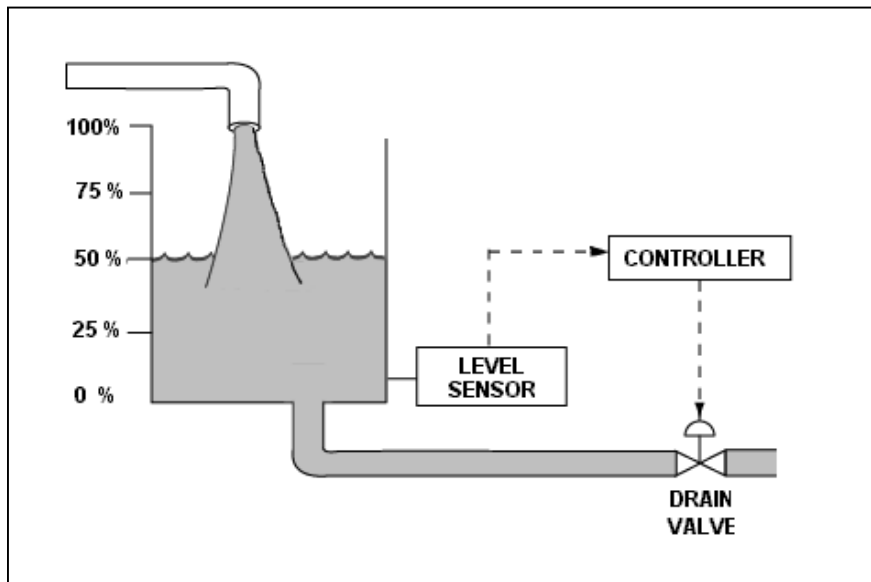 100%
75 %
50 %
25 %
0 %
CONTROLLER
LEVEL
SENSOR
DRAIN
VALVE